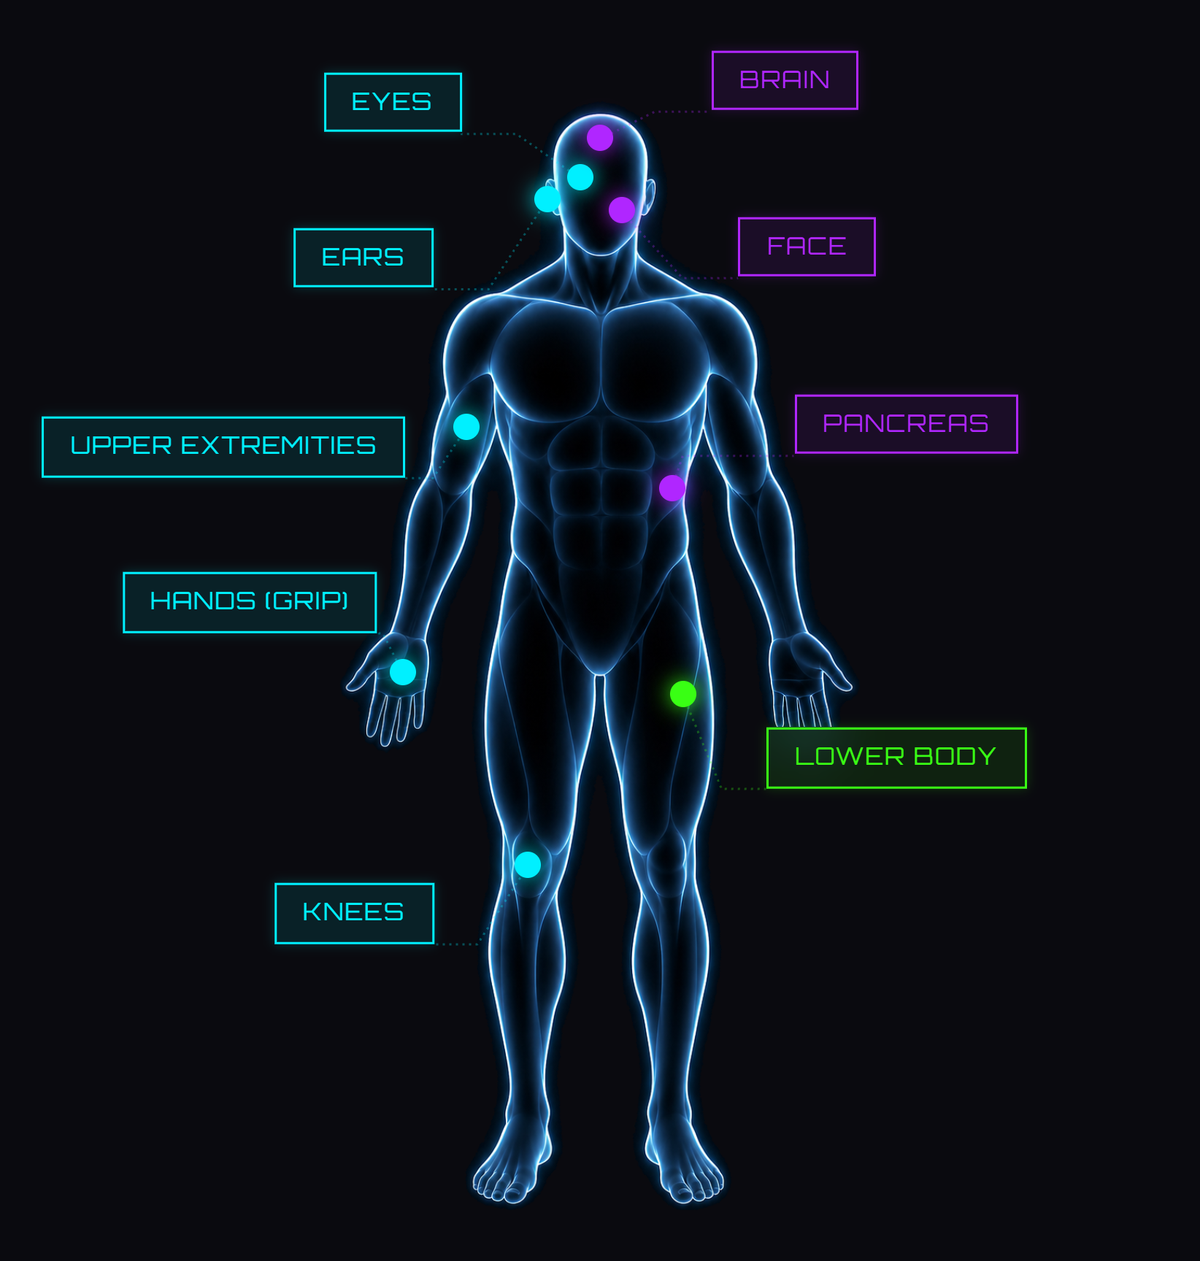 BRAIN
EYES
FACE
EARS
PANCREAS
UPPER EXTREMITIES
HANDS (GRIP)
LOWER BODY
KNEES